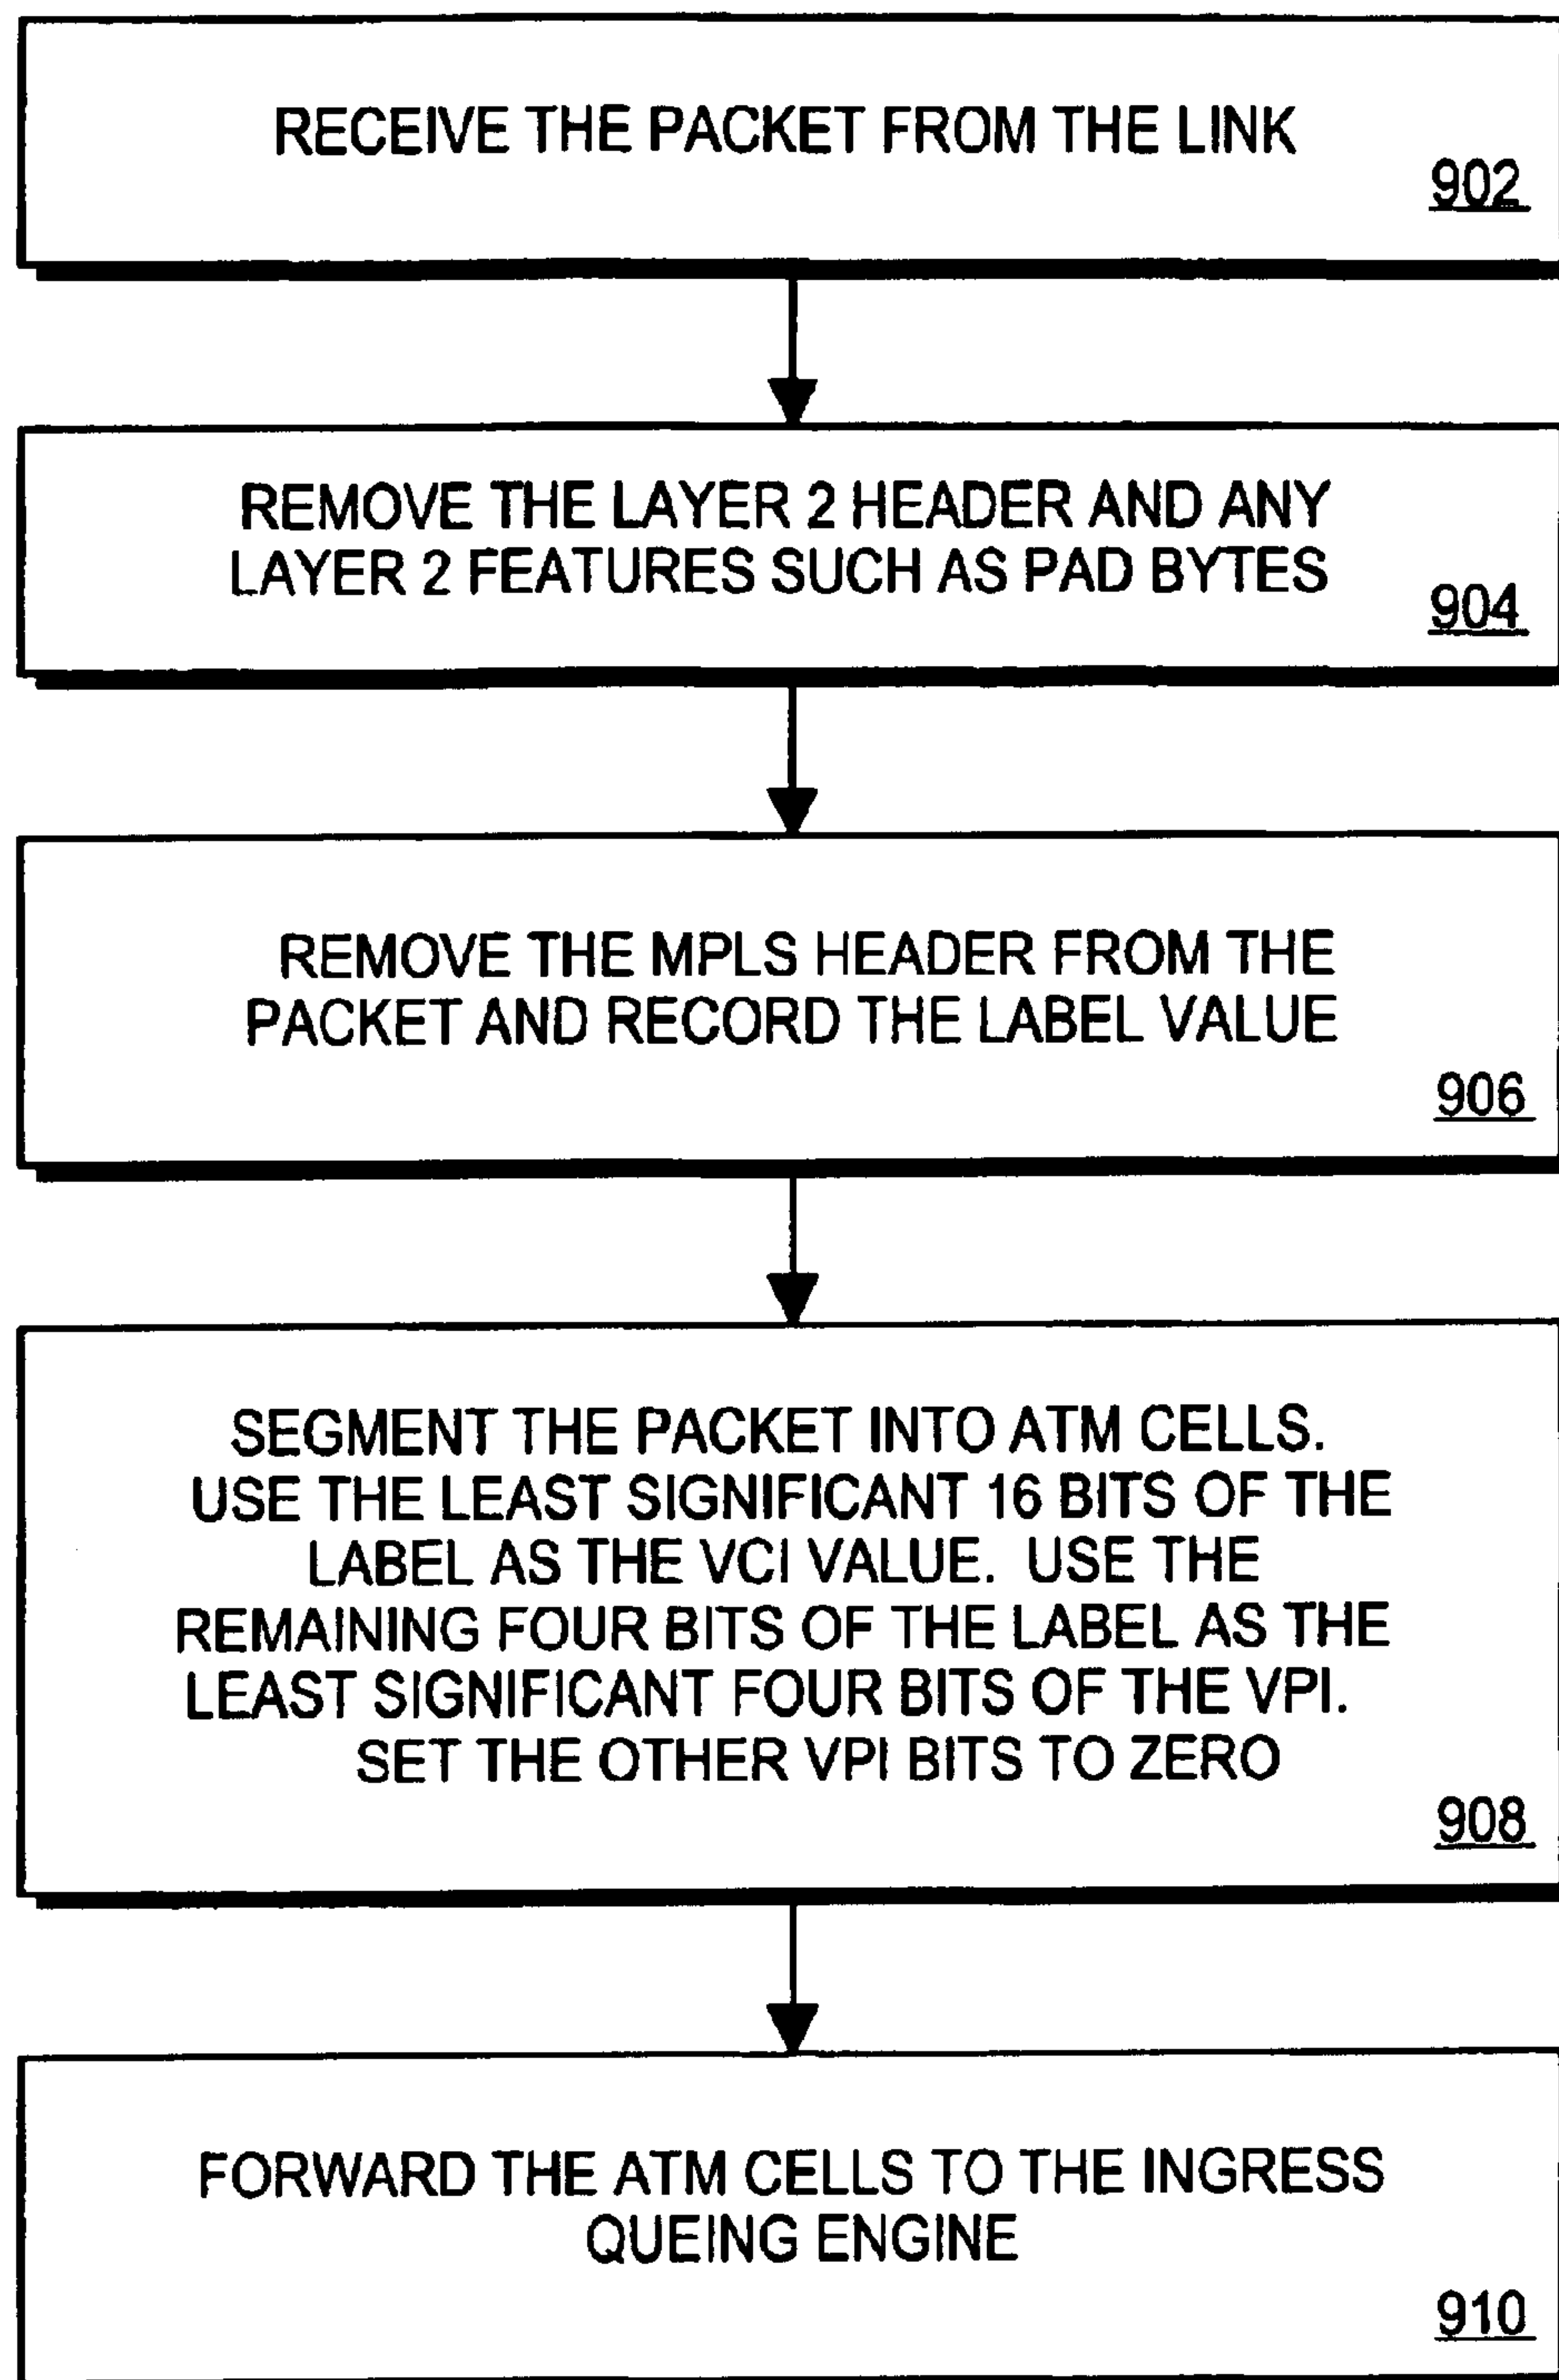 RECEIVE THE PACKET FROM THE LINK
902
REMOVE THE LAYER 2 HEADER AND ANY
LAYER 2 FEATURES SUCH AS PAD BYTES
904
REMOVE THE MPLS HEADER FROM THE
PACKET AND RECORD THE LABEL VALUE
906
SEGMENT THE PACKET INTO ATM CELLS.
USE THE LEAST SIGNIFICANT 16 BITS OF THE
LABEL AS THE VCI VALUE. USE THE
REMAINING FOUR BITS OF THE LABEL AS THE
LEAST SIGNIFICANT FOUR BITS OF THE VPI.
SET THE OTHER VPI BITS TO ZERO
908
FORWARD THE ATM CELLS TO THE INGRESS
QUEING ENGINE
910